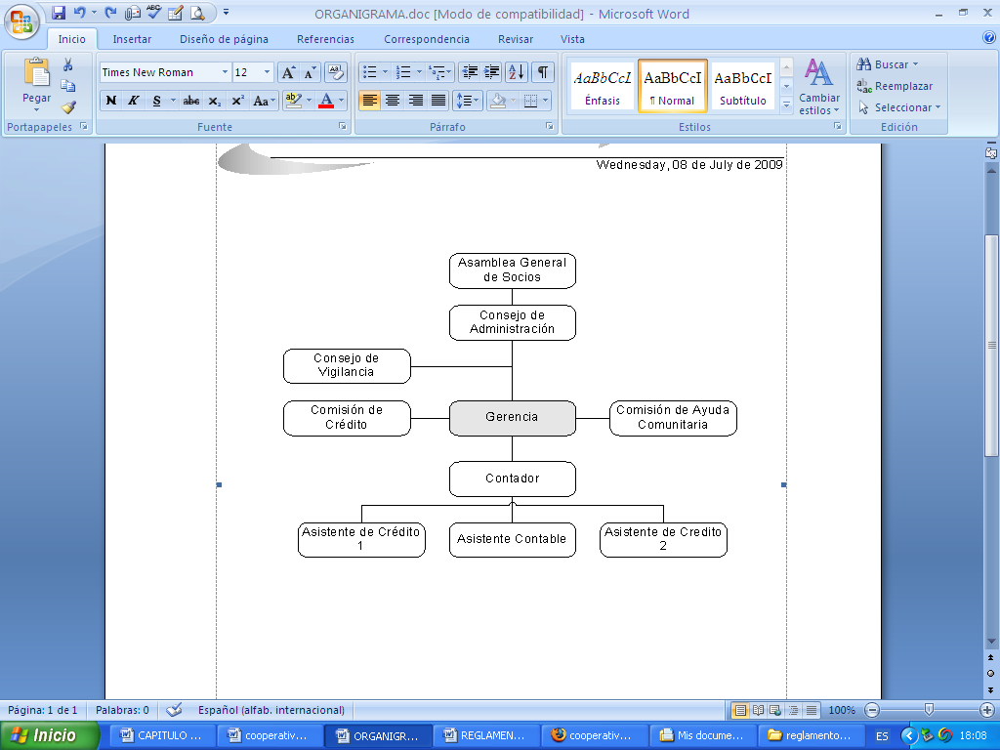 ORGANIGRAMA.doc [Modo de compatibilidad] - Microsoft Word
Inicio Insertar Diseño de página Referencias Correspondencia Revisar Vista
Pegar
Portapapeles
Times New Roman 12
N K S abc x₂ x² Aa
ab A
Fuente
Párrafo
AaBbCcI AaBbCcI AaBbCcI
Énfasis ¶ Normal Subtítulo
Cambiar
estilos
Estilos
Buscar
Reemplazar
Seleccionar
Edición
Wednesday, 08 de July de 2009
Asamblea General
de Socios
Consejo de
Administración
Consejo de
Vigilancia
Comisión de
Crédito
Gerencia
Comisión de Ayuda
Comunitaria
Contador
Asistente de Crédito
1
Asistente Contable
Asistente de Credito
2
Página: 1 de 1 Palabras: 0 Español (alfab. internacional) 100%
Inicio CAPITULO ... cooperativ... ORGANIGR... REGLAMEN... cooperativ... Mis docume... reglamento... ES 18:08